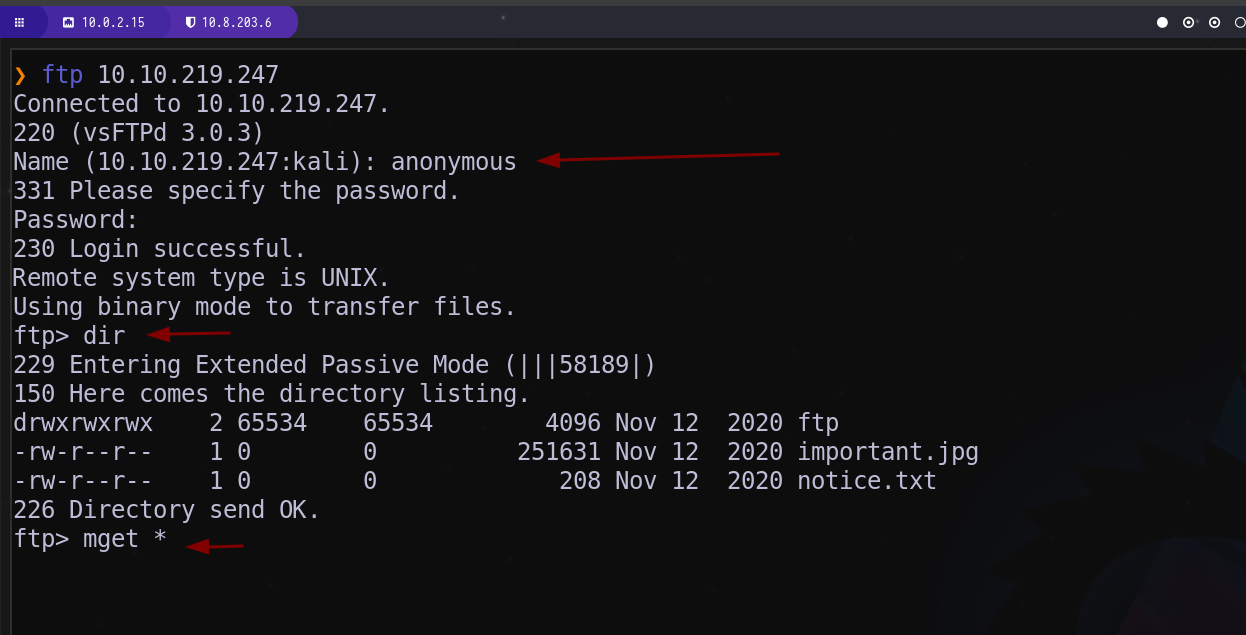 10.0.2.15 10.8.203.6
❯ ftp 10.10.219.247
Connected to 10.10.219.247.
220 (vsFTPd 3.0.3)
Name (10.10.219.247:kali): anonymous
331 Please specify the password.
Password:
230 Login successful.
Remote system type is UNIX.
Using binary mode to transfer files.
ftp> dir
229 Entering Extended Passive Mode (|||58189|)
150 Here comes the directory listing.
drwxrwxrwx    2 65534    65534        4096 Nov 12  2020 ftp
-rw-r--r--    1 0        0          251631 Nov 12  2020 important.jpg
-rw-r--r--    1 0        0             208 Nov 12  2020 notice.txt
226 Directory send OK.
ftp> mget *